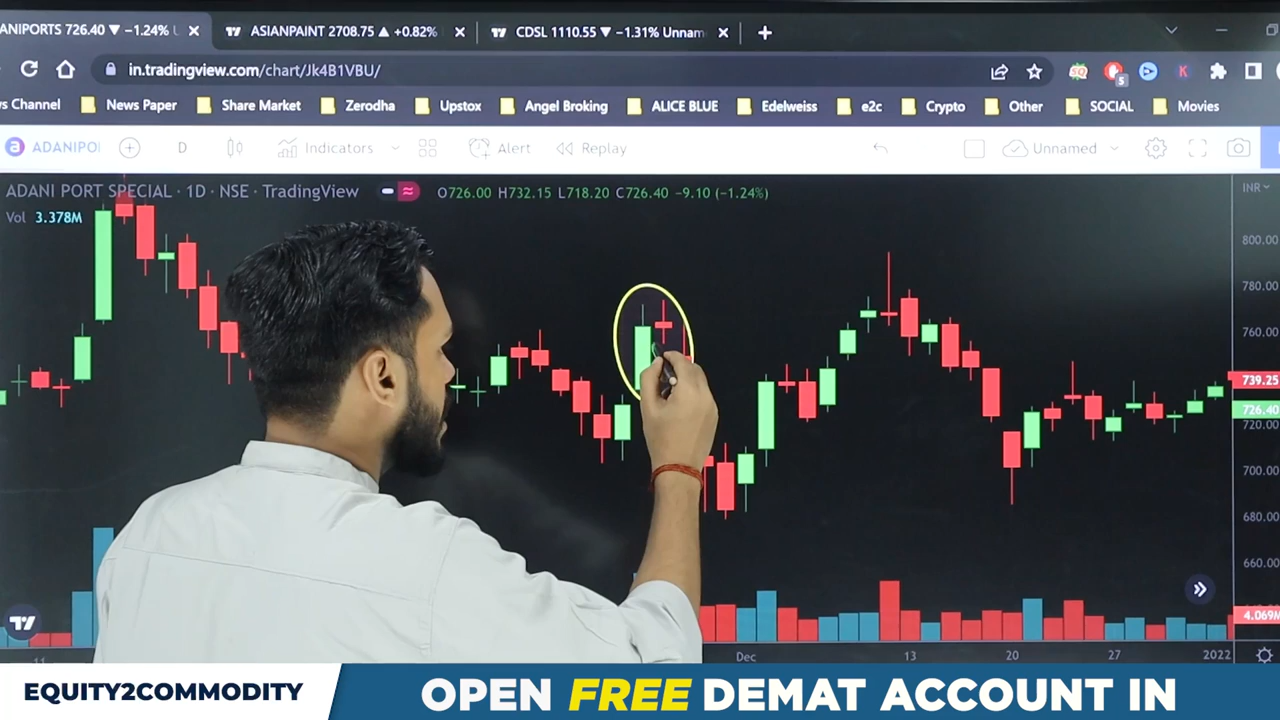 ANIPORTS 726.40 ▼ −1.24% U
ASIANPAINT 2708.75 ▲ +0.82%
CDSL 1110.55 ▼ −1.31% Unnam
in.tradingview.com/chart/Jk4B1VBU/
s Channel
News Paper
Share Market
Zerodha
Upstox
Angel Broking
ALICE BLUE
Edelweiss
e2c
Crypto
Other
SOCIAL
Movies
ADANIPO
D
Indicators
Alert
Replay
Unnamed
ADANI PORT SPECIAL · 1D · NSE · TradingView
O726.00 H732.15 L718.20 C726.40 −9.10 (−1.24%)
INR
Vol 3.378M
800.00
780.00
760.00
739.25
726.40
720.00
700.00
680.00
660.00
4.069M
11
Dec
13
20
27
2022
EQUITY2COMMODITY
OPEN FREE DEMAT ACCOUNT IN